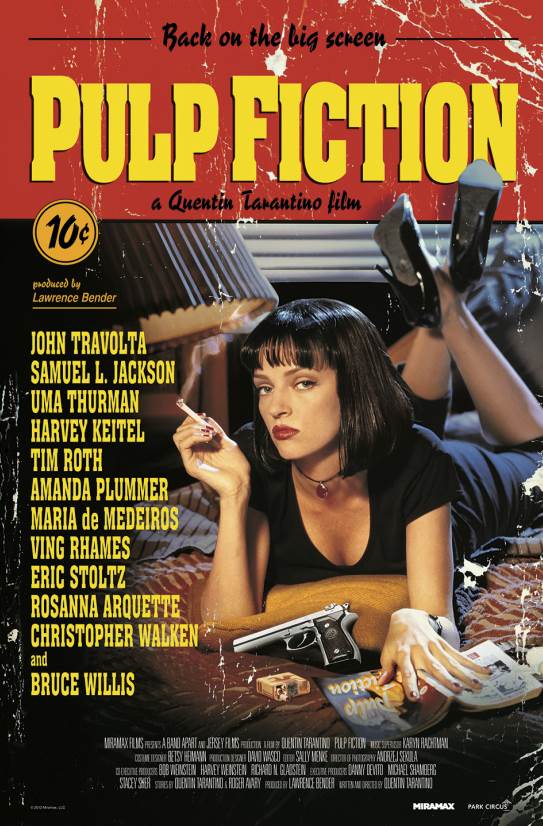 Back on the big screen
PULP FICTION
a Quentin Tarantino film
10¢
produced by
Lawrence Bender
JOHN TRAVOLTA
SAMUEL L. JACKSON
UMA THURMAN
HARVEY KEITEL
TIM ROTH
AMANDA PLUMMER
MARIA de MEDEIROS
VING RHAMES
ERIC STOLTZ
ROSANNA ARQUETTE
CHRISTOPHER WALKEN
and
BRUCE WILLIS
Pulp
Fiction
MIRAMAX FILMS PRESENTS A BAND APART AND JERSEY FILMS PRODUCTION A FILM BY QUENTIN TARANTINO PULP FICTION MUSIC SUPERVISOR KARYN RACHTMAN
COSTUME DESIGNER BETSY HEIMANN PRODUCTION DESIGNER DAVID WASCO EDITOR SALLY MENKE DIRECTOR OF PHOTOGRAPHY ANDRZEJ SEKULA
CO-EXECUTIVE PRODUCERS BOB WEINSTEIN HARVEY WEINSTEIN RICHARD N. GLADSTEIN EXECUTIVE PRODUCERS DANNY DEVITO MICHAEL SHAMBERG
STACEY SHER STORIES BY QUENTIN TARANTINO & ROGER AVARY PRODUCED BY LAWRENCE BENDER WRITTEN AND DIRECTED BY QUENTIN TARANTINO
©2012 Miramax, LLC
MIRAMAX
PARK CIRCUS